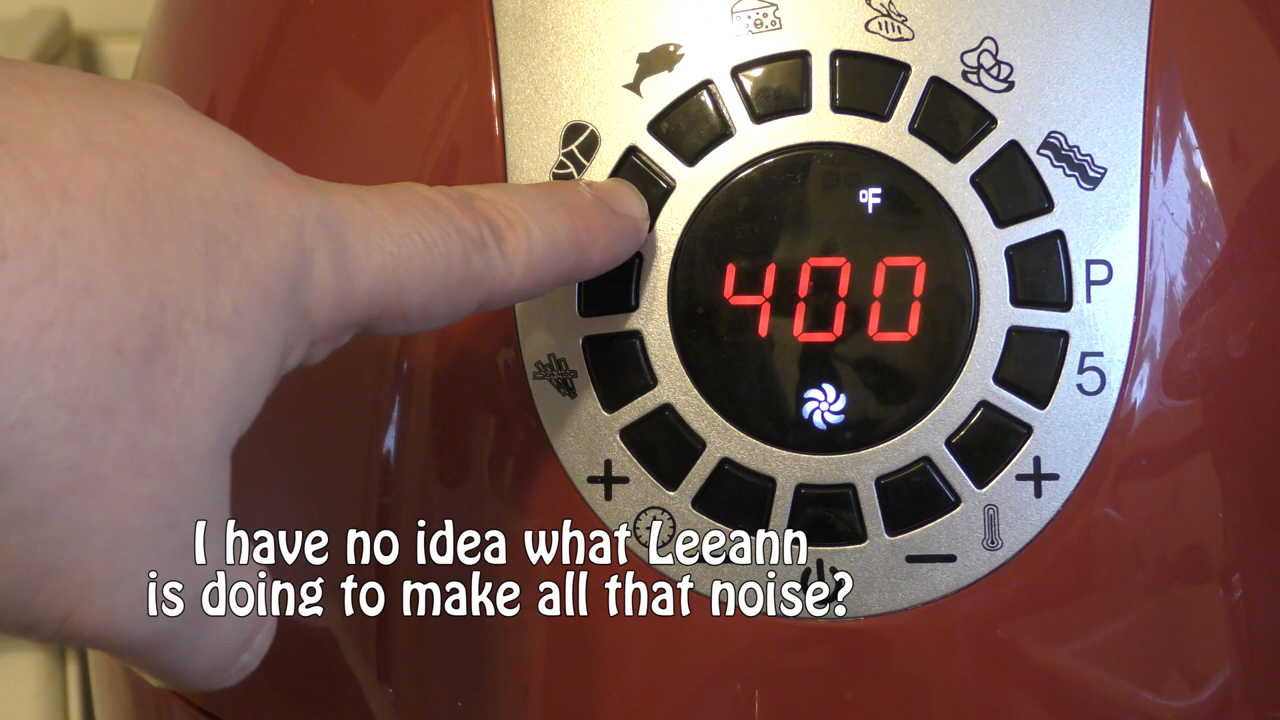 °F
400
P
5
+
+
−
I have no idea what Leeann
is doing to make all that noise?